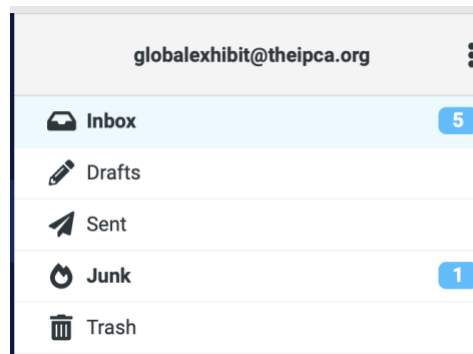 globalexhibit@theipca.org
Inbox 5
Drafts
Sent
Junk 1
Trash